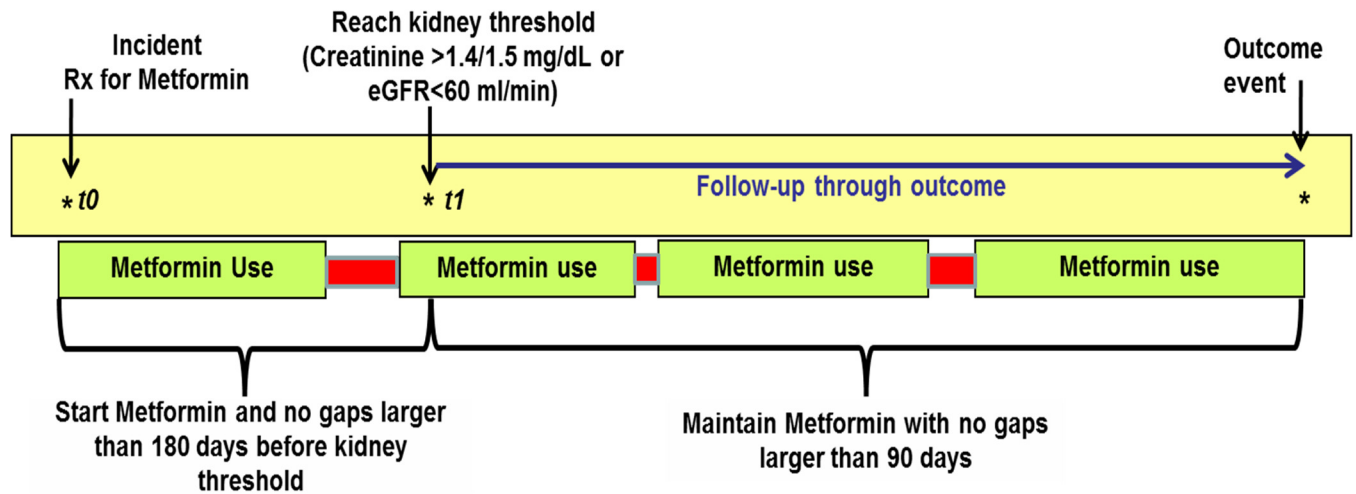 Incident
Rx for Metformin
Reach kidney threshold
(Creatinine >1.4/1.5 mg/dL or
eGFR<60 ml/min)
Outcome
event
* t0
* t1
Follow-up through outcome
*
Metformin Use
Metformin use
Metformin use
Metformin use
Start Metformin and no gaps larger
than 180 days before kidney
threshold
Maintain Metformin with no gaps
larger than 90 days